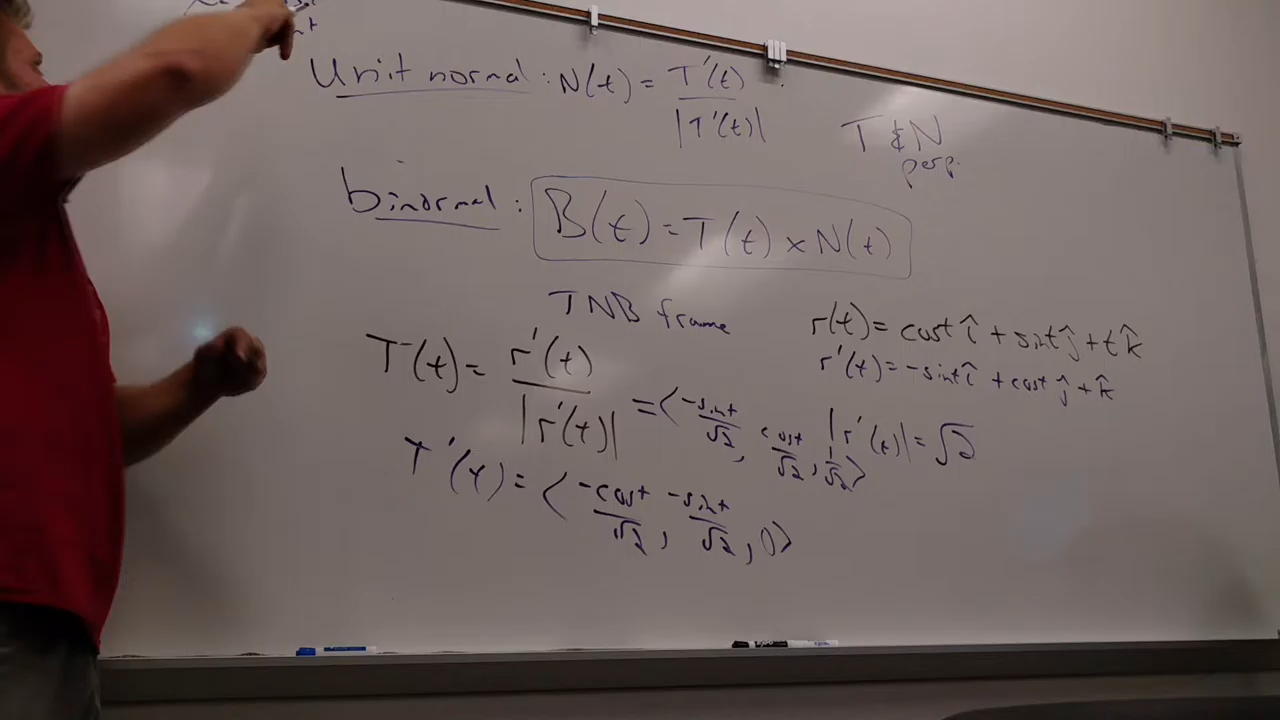 Unit normal: N(t) = T'(t) / |T'(t)|
T & N
perp.
binormal: B(t) = T(t) × N(t)
TNB frame
r(t) = cost î + sint ĵ + t k̂
r'(t) = -sint î + cost ĵ + k̂
T(t) = r'(t) / |r'(t)| = < -sint/√2, cost/√2, 1/√2 >
|r'(t)| = √2
T'(t) = < -cost/√2, -sint/√2, 0 >